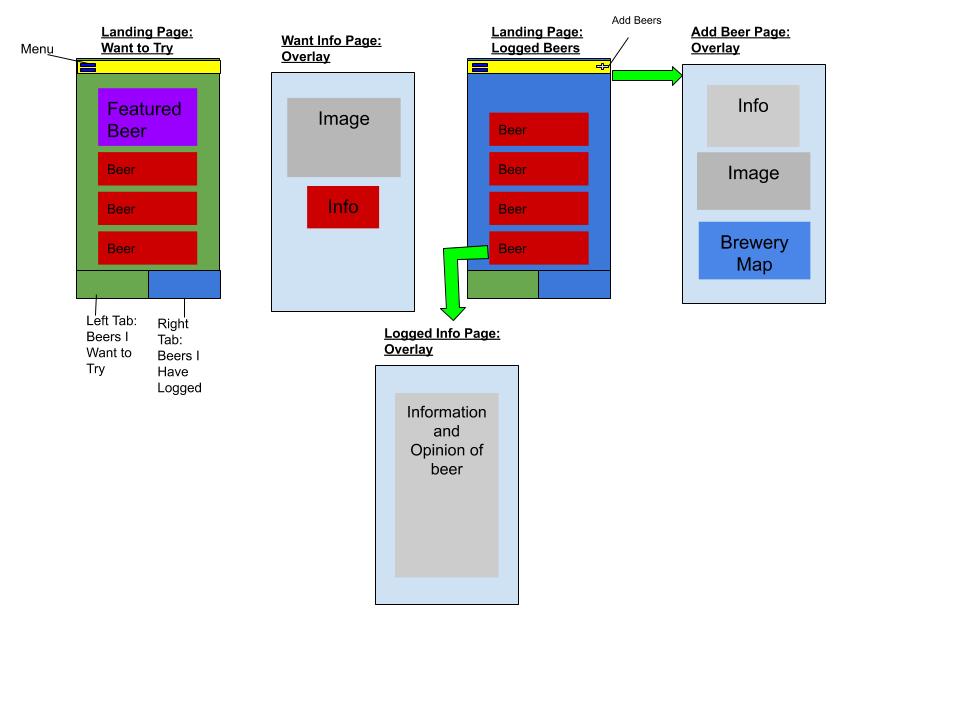 Menu
Landing Page:
Want to Try
Featured
Beer
Beer
Beer
Beer
Left Tab:
Beers I
Want to
Try
Right
Tab:
Beers I
Have
Logged
Want Info Page:
Overlay
Image
Info
Landing Page:
Logged Beers
Add Beers
Beer
Beer
Beer
Beer
Logged Info Page:
Overlay
Information
and
Opinion of
beer
Add Beer Page:
Overlay
Info
Image
Brewery
Map